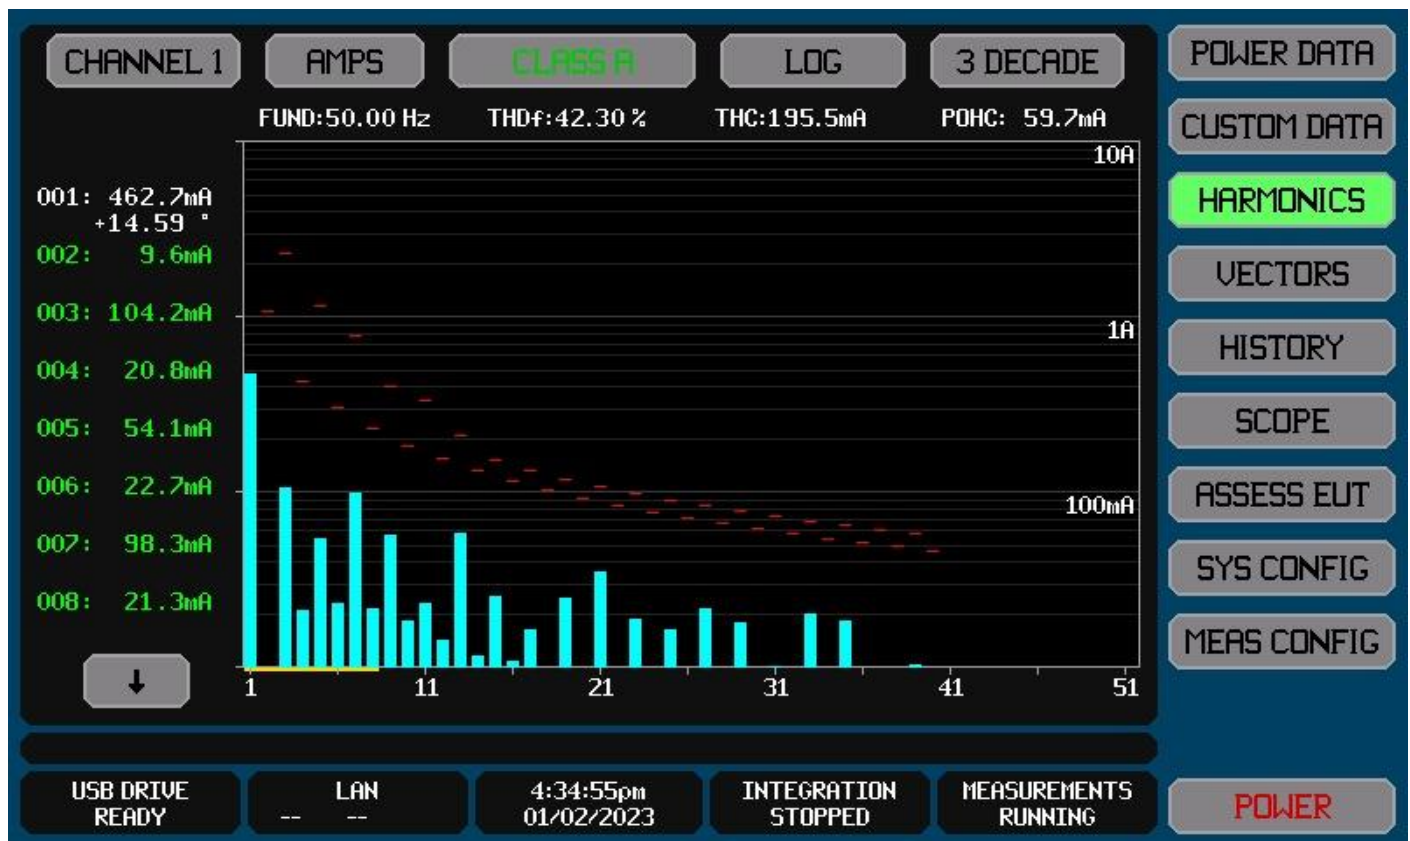 CHANNEL 1 AMPS CLASS A LOG 3 DECADE
FUND:50.00 Hz THDf:42.30 % THC:195.5mA POHC: 59.7mA
001: 462.7mA
+14.59 °
002: 9.6mA
003: 104.2mA
004: 20.8mA
005: 54.1mA
006: 22.7mA
007: 98.3mA
008: 21.3mA
↓
10A
1A
100mA
1 11 21 31 41 51
POWER DATA
CUSTOM DATA
HARMONICS
VECTORS
HISTORY
SCOPE
ASSESS EUT
SYS CONFIG
MEAS CONFIG
USB DRIVE
READY
LAN
-- --
4:34:55pm
01/02/2023
INTEGRATION
STOPPED
MEASUREMENTS
RUNNING
POWER